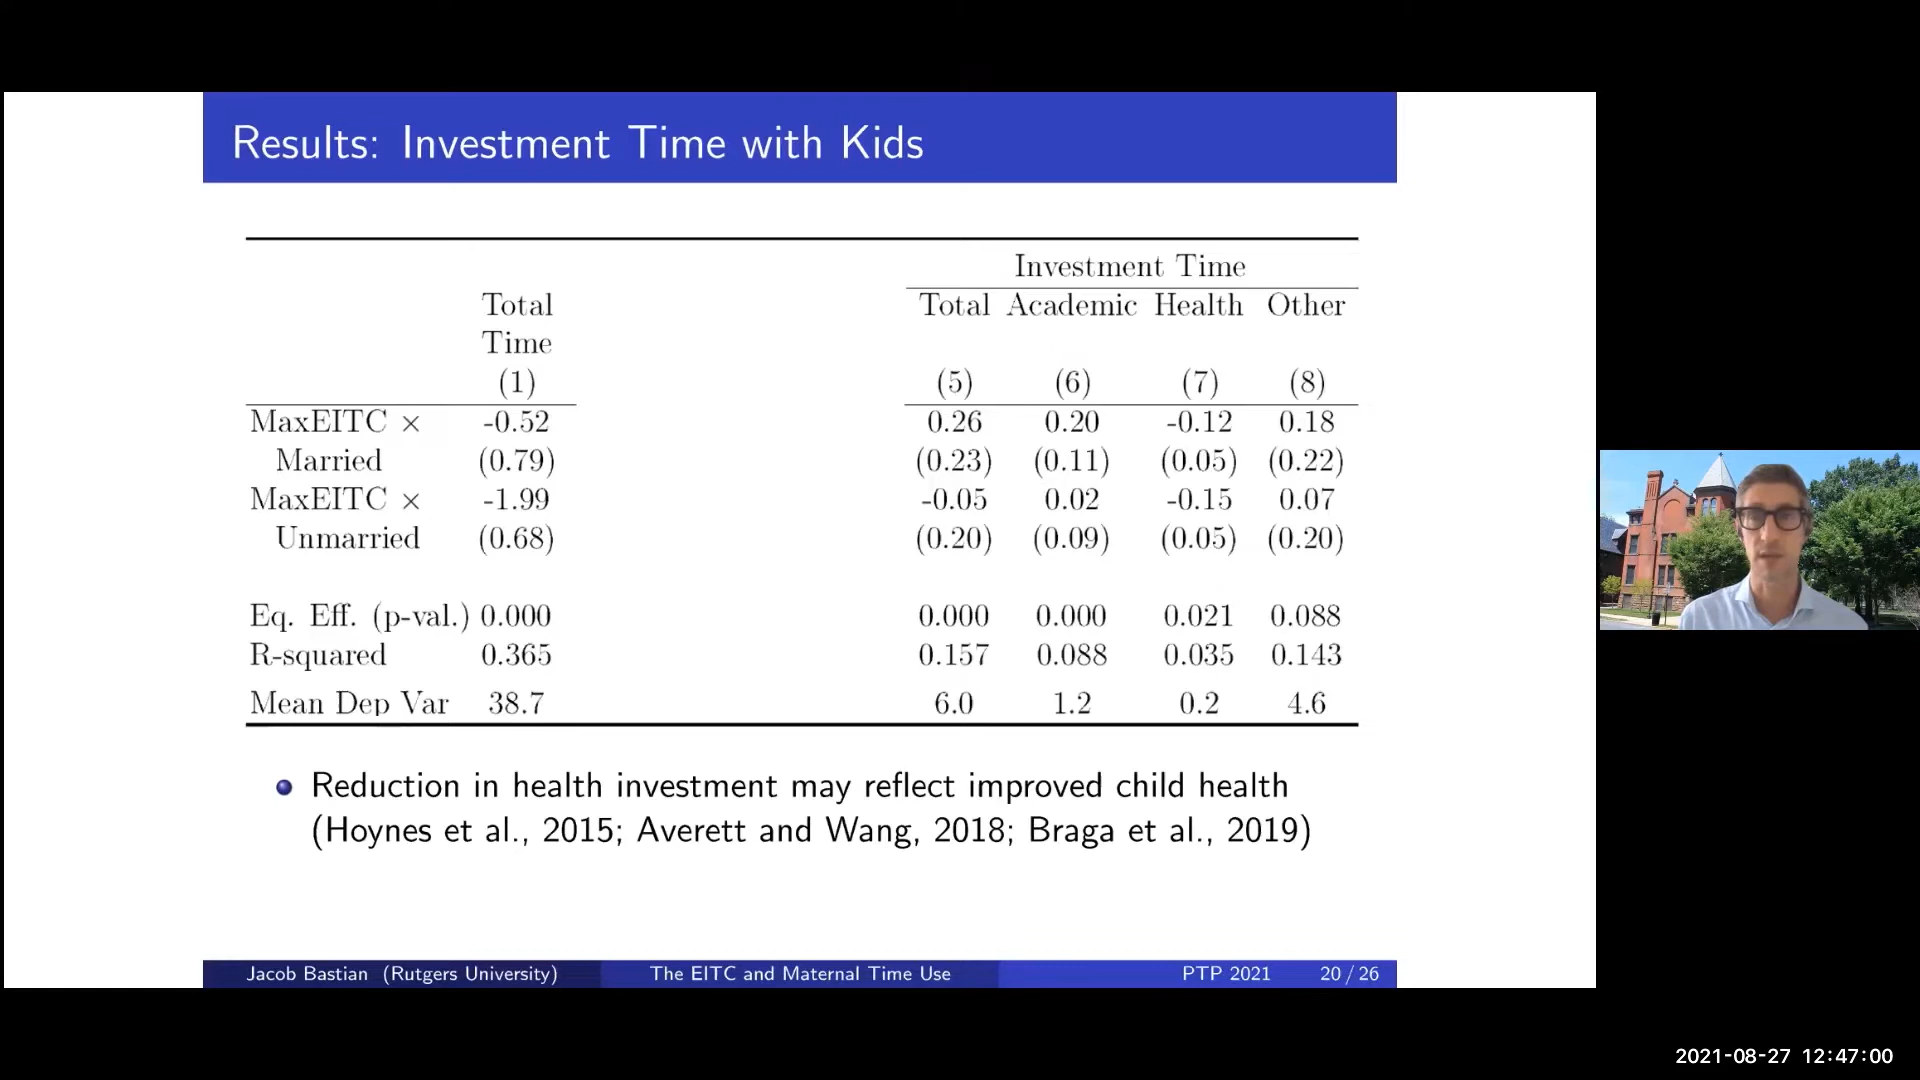 Results: Investment Time with Kids
Investment Time
Total Total Academic Health Other
Time
(1) (5) (6) (7) (8)
MaxEITC × -0.52 0.26 0.20 -0.12 0.18
Married (0.79) (0.23) (0.11) (0.05) (0.22)
MaxEITC × -1.99 -0.05 0.02 -0.15 0.07
Unmarried (0.68) (0.20) (0.09) (0.05) (0.20)
Eq. Eff. (p-val.) 0.000 0.000 0.000 0.021 0.088
R-squared 0.365 0.157 0.088 0.035 0.143
Mean Dep Var 38.7 6.0 1.2 0.2 4.6
Reduction in health investment may reflect improved child health
(Hoynes et al., 2015; Averett and Wang, 2018; Braga et al., 2019)
Jacob Bastian (Rutgers University) The EITC and Maternal Time Use PTP 2021 20 / 26
2021-08-27 12:47:00